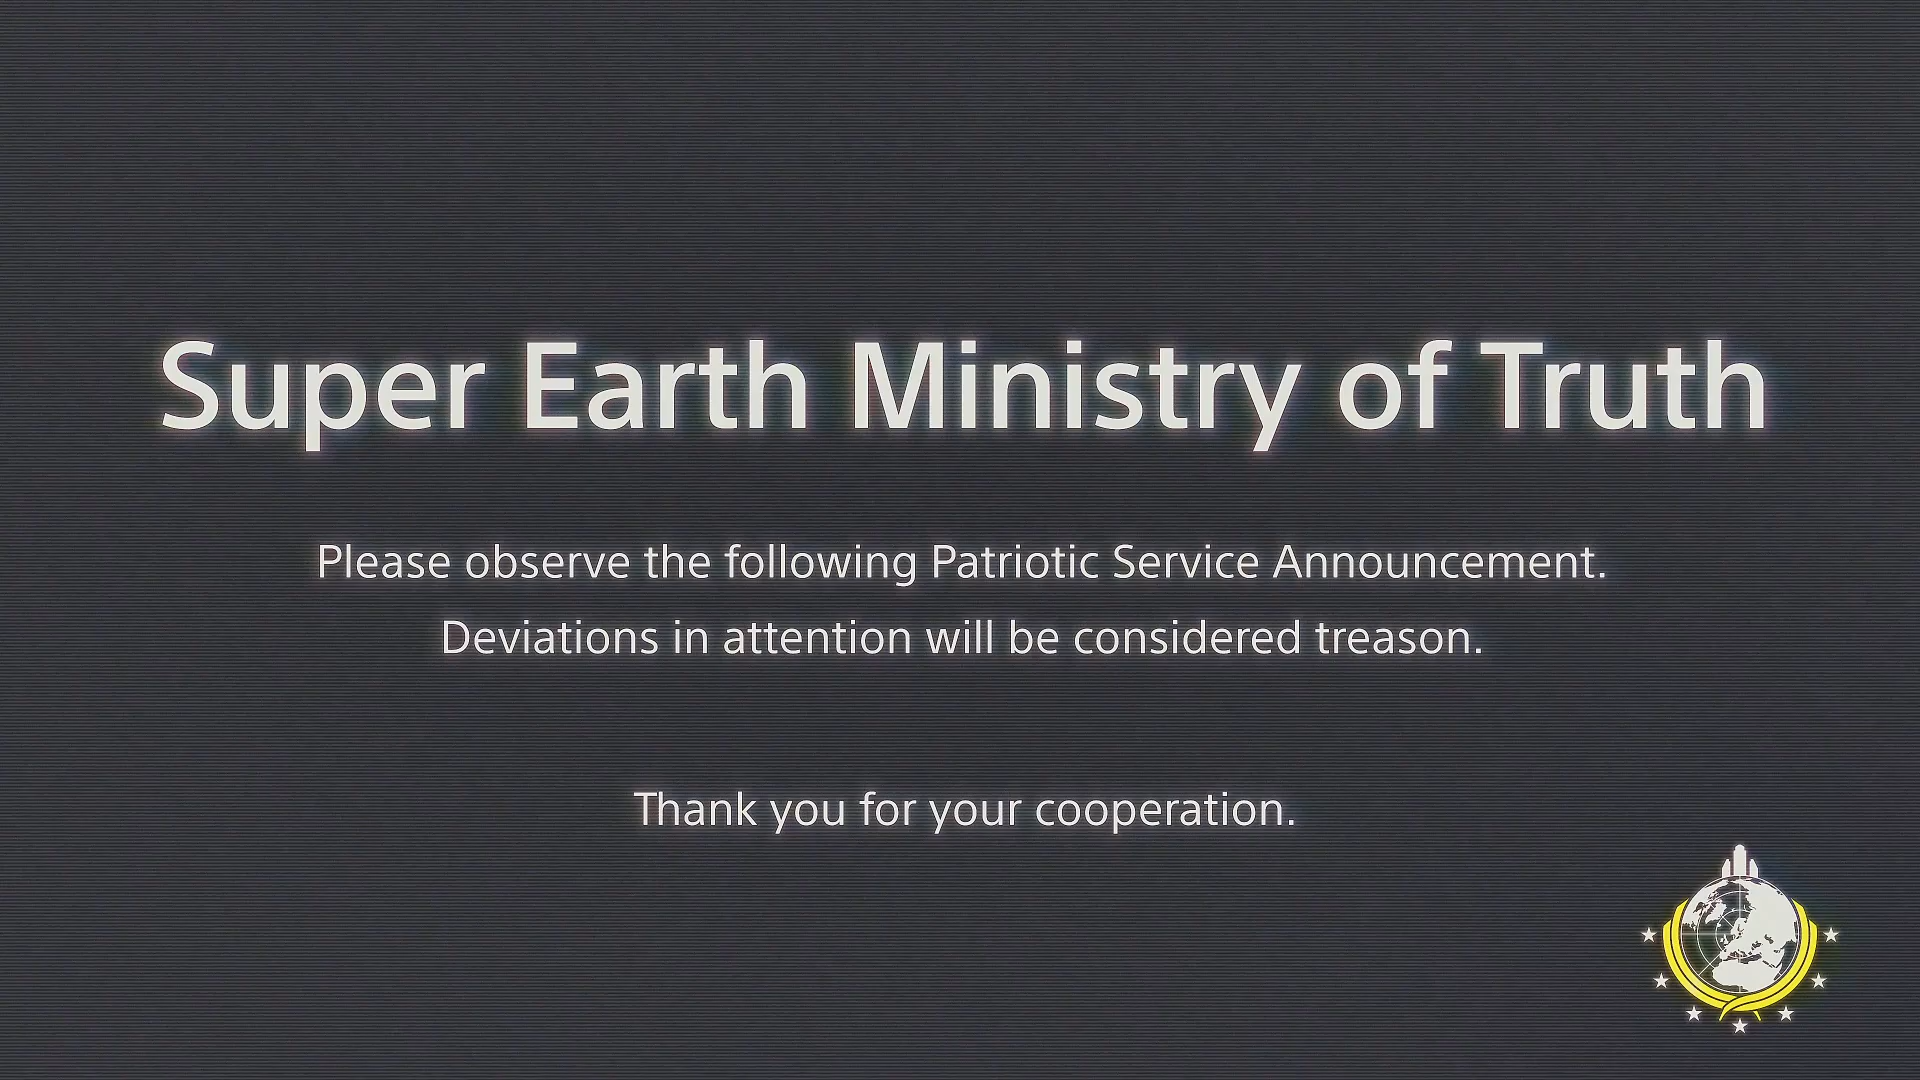 Super Earth Ministry of Truth
Please observe the following Patriotic Service Announcement.
Deviations in attention will be considered treason.
Thank you for your cooperation.